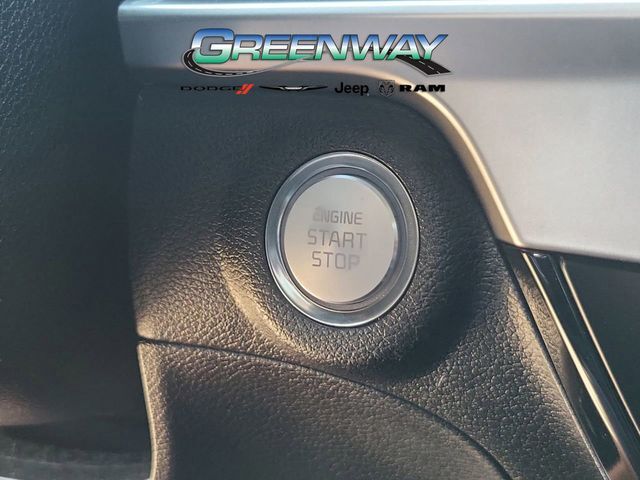 GREENWAY
DODGE Jeep RAM
ENGINE
START
STOP